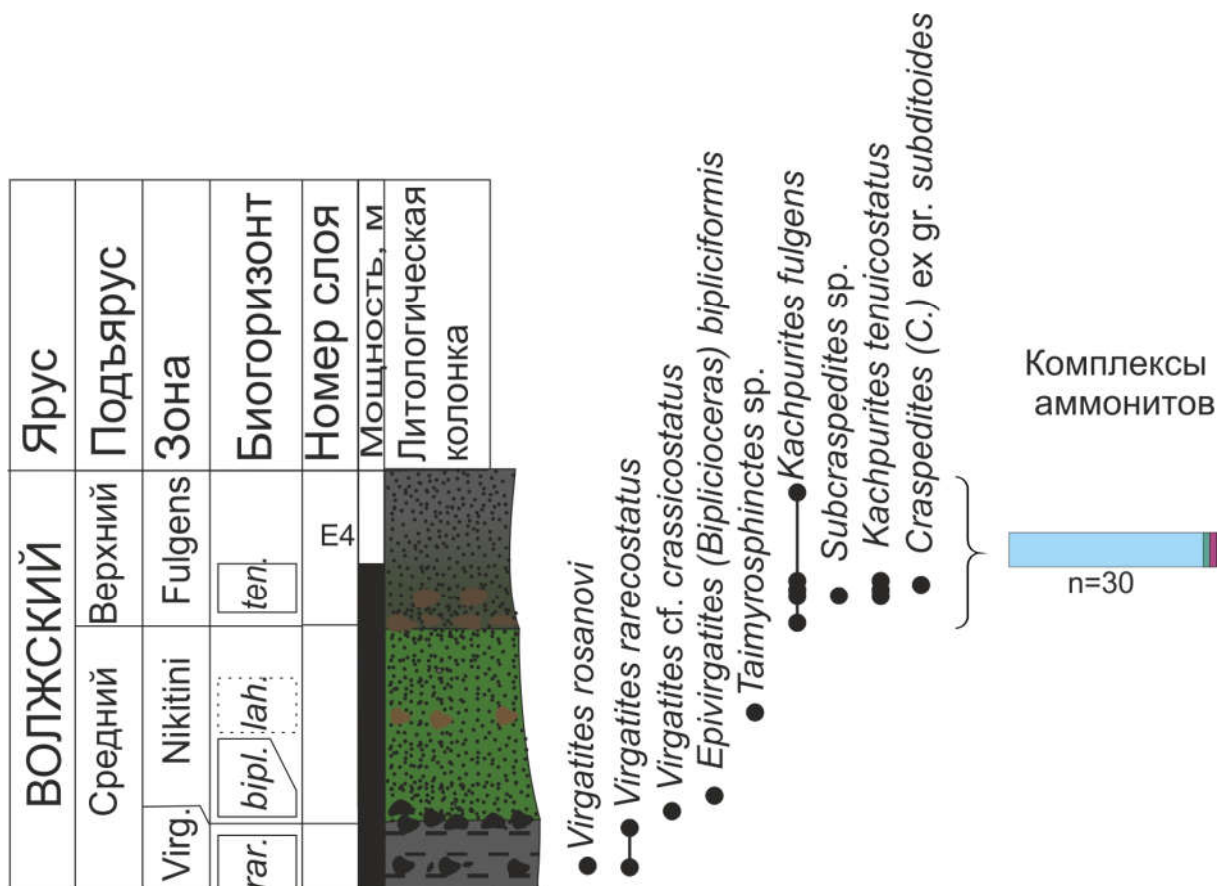 Ярус
Подъярус
Зона
Биогоризонт
Номер слоя
Мощность, м
Литологическая
колонка
ВОЛЖСКИЙ
Верхний
Средний
Fulgens
Nikitini
Virg.
ten.
lah.
bipl.
rar.
E4
Virgatites rosanovi
Virgatites rarecostatus
Virgatites cf. crassicostatus
Epivirgatites (Biplicioceras) bipliciformis
Taimyrosphinctes sp.
Kachpurites fulgens
Subcraspedites sp.
Kachpurites tenuicostatus
Craspedites (C.) ex gr. subditoides
Комплексы
аммонитов
n=30